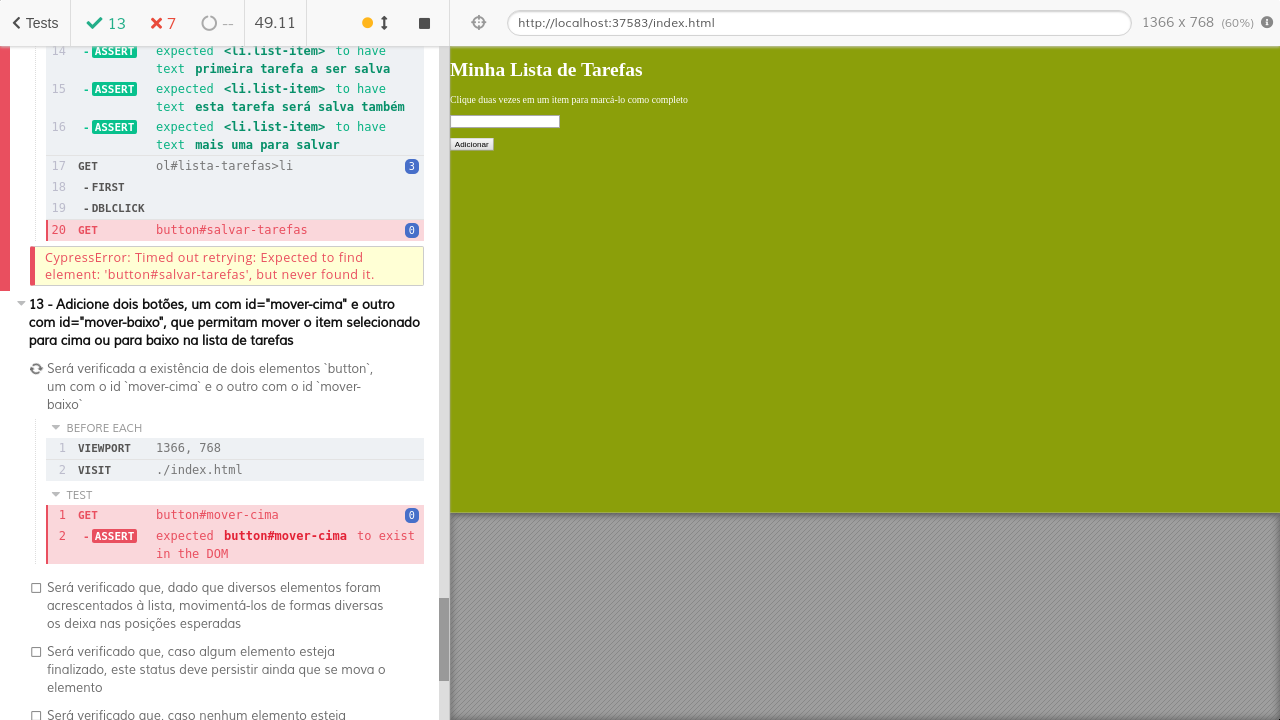 Tests 13 7 -- 49.11 http://localhost:37583/index.html 1366 x 768 (60%)
14 - ASSERT expected <li.list-item> to have
text primeira tarefa a ser salva
15 - ASSERT expected <li.list-item> to have
text esta tarefa será salva também
16 - ASSERT expected <li.list-item> to have
text mais uma para salvar
17 GET ol#lista-tarefas>li 3
18 - FIRST
19 - DBLCLICK
20 GET button#salvar-tarefas 0
CypressError: Timed out retrying: Expected to find
element: 'button#salvar-tarefas', but never found it.
13 - Adicione dois botões, um com id="mover-cima" e outro
com id="mover-baixo", que permitam mover o item selecionado
para cima ou para baixo na lista de tarefas
Será verificada a existência de dois elementos `button`,
um com o id `mover-cima` e o outro com o id `mover-
baixo`
BEFORE EACH
1 VIEWPORT 1366, 768
2 VISIT ./index.html
TEST
1 GET button#mover-cima 0
2 - ASSERT expected button#mover-cima to exist
in the DOM
Será verificado que, dado que diversos elementos foram
acrescentados à lista, movimentá-los de formas diversas
os deixa nas posições esperadas
Será verificado que, caso algum elemento esteja
finalizado, este status deve persistir ainda que se mova o
elemento
Será verificado que, caso nenhum elemento esteja
Minha Lista de Tarefas
Clique duas vezes em um item para marcá-lo como completo
Adicionar